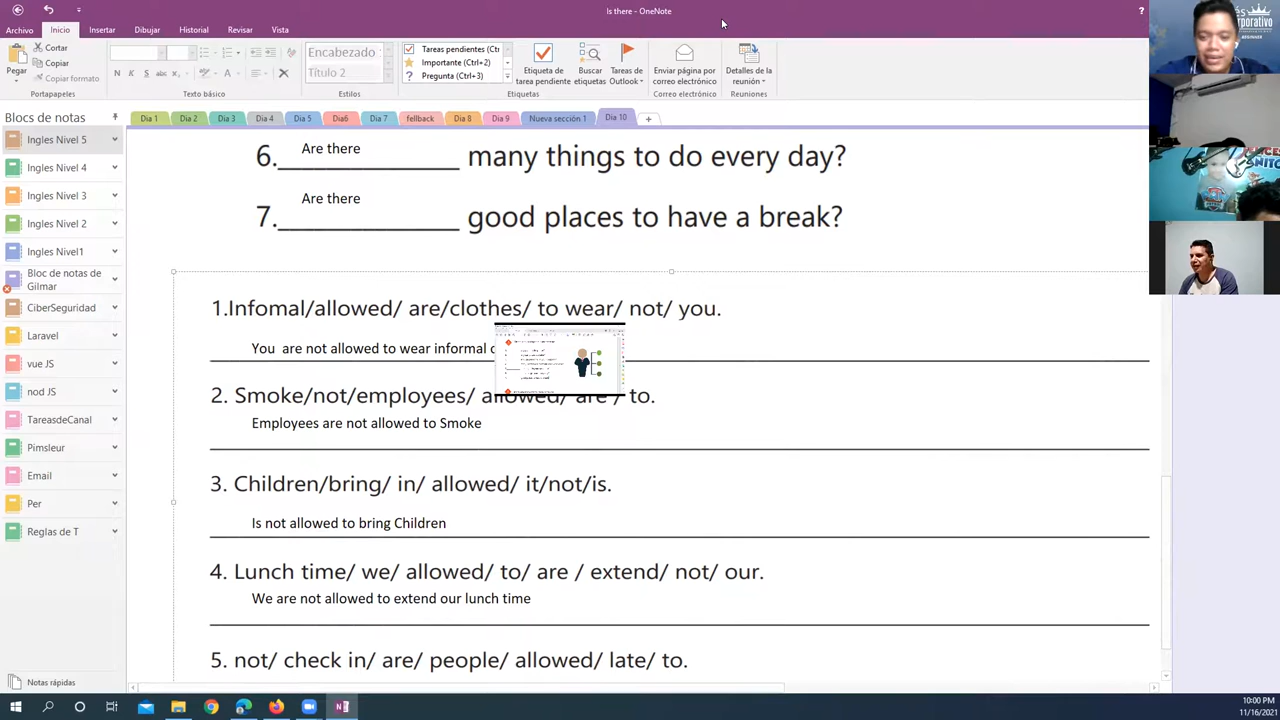 Is there - OneNote
?
Archivo Inicio Insertar Dibujar Historial Revisar Vista
Pegar
Cortar
Copiar
Copiar formato
Portapapeles
N K S abc
Texto básico
Encabezado
Título 2
Estilos
Tareas pendientes (Ctr
Importante (Ctrl+2)
Pregunta (Ctrl+3)
Etiqueta de tarea pendiente
Buscar etiquetas
Tareas de Outlook
Etiquetas
Enviar página por correo electrónico
Correo electrónico
Detalles de la reunión
Reuniones
BEGINNER
Blocs de notas
Dia 1 Dia 2 Dia 3 Dia 4 Dia 5 Dia6 Dia 7 fellback Dia 8 Dia 9 Nueva sección 1 Dia 10 +
Ingles Nivel 5
Ingles Nivel 4
Ingles Nivel 3
Ingles Nivel 2
Ingles Nivel1
Bloc de notas de Gilmar
CiberSeguridad
Laravel
vue JS
nod JS
TareasdeCanal
Pimsleur
Email
Per
Reglas de T
Notas rápidas
Are there
6.______________ many things to do every day?
Are there
7.______________ good places to have a break?
1.Infomal/allowed/ are/clothes/ to wear/ not/ you.
You are not allowed to wear informal
2. Smoke/not/employees/ allowed/ are / to.
Employees are not allowed to Smoke
3. Children/bring/ in/ allowed/ it/not/is.
Is not allowed to bring Children
4. Lunch time/ we/ allowed/ to/ are / extend/ not/ our.
We are not allowed to extend our lunch time
5. not/ check in/ are/ people/ allowed/ late/ to.
10:00 PM
11/16/2021